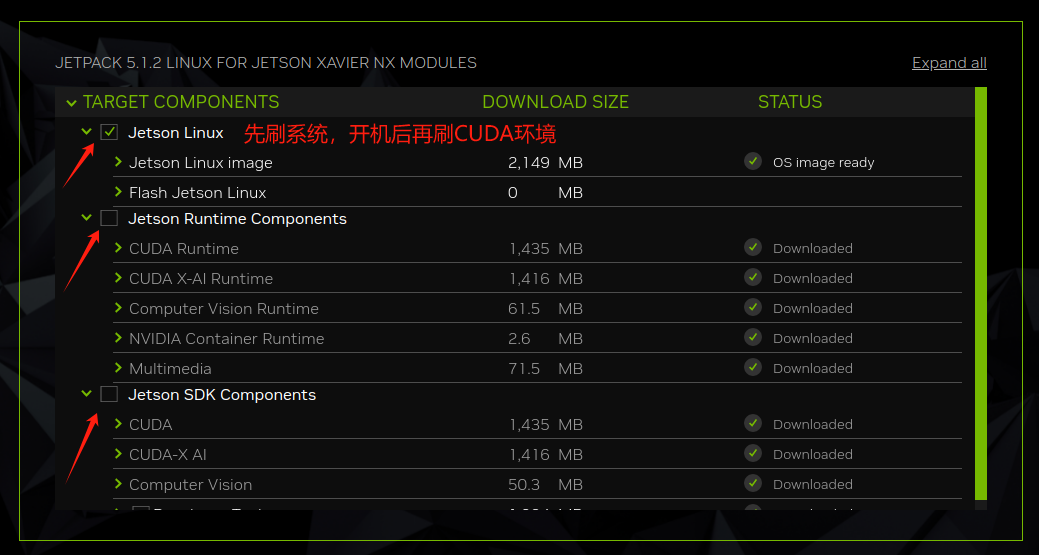 JETPACK 5.1.2 LINUX FOR JETSON XAVIER NX MODULES Expand all
TARGET COMPONENTS DOWNLOAD SIZE STATUS
Jetson Linux 先刷系统，开机后再刷CUDA环境
Jetson Linux image 2,149 MB OS image ready
Flash Jetson Linux 0 MB
Jetson Runtime Components
CUDA Runtime 1,435 MB Downloaded
CUDA X-AI Runtime 1,416 MB Downloaded
Computer Vision Runtime 61.5 MB Downloaded
NVIDIA Container Runtime 2.6 MB Downloaded
Multimedia 71.5 MB Downloaded
Jetson SDK Components
CUDA 1,435 MB Downloaded
CUDA-X AI 1,416 MB Downloaded
Computer Vision 50.3 MB Downloaded